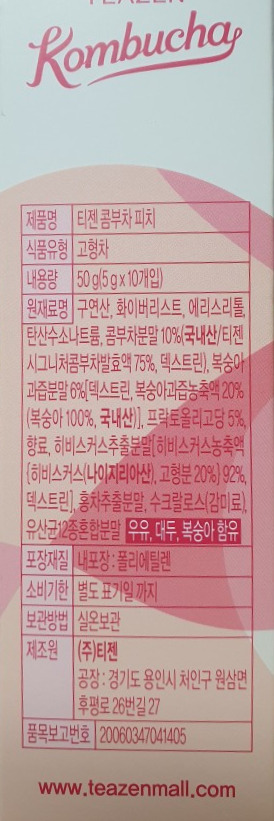 TEAZEN
Kombucha
제품명 티젠 콤부차 피치
식품유형 고형차
내용량 50 g(5 g x 10개입)
원재료명 구연산, 화이버리스트, 에리스리톨,
탄산수소나트륨, 콤부차분말 10%{국내산/티젠
시그니처콤부차발효액 75%, 덱스트린}, 복숭아
과즙분말 6%[덱스트린, 복숭아과즙농축액 20%
(복숭아 100%, 국내산)], 프락토올리고당 5%,
향료, 히비스커스추출분말[히비스커스농축액
{히비스커스(나이지리아산), 고형분 20%} 92%,
덱스트린], 홍차추출분말, 수크랄로스(감미료),
유산균12종혼합분말 우유, 대두, 복숭아 함유
포장재질 내포장 : 폴리에틸렌
소비기한 별도 표기일 까지
보관방법 실온보관
제조원 (주)티젠
공장 : 경기도 용인시 처인구 원삼면
후평로 26번길 27
품목보고번호 20060347041405
www.teazenmall.com